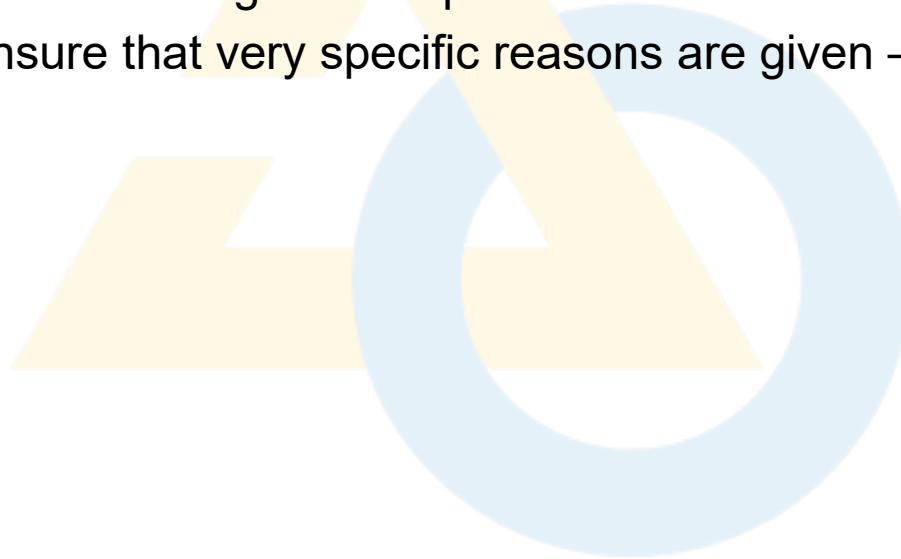 nsure that very specific reasons are given –